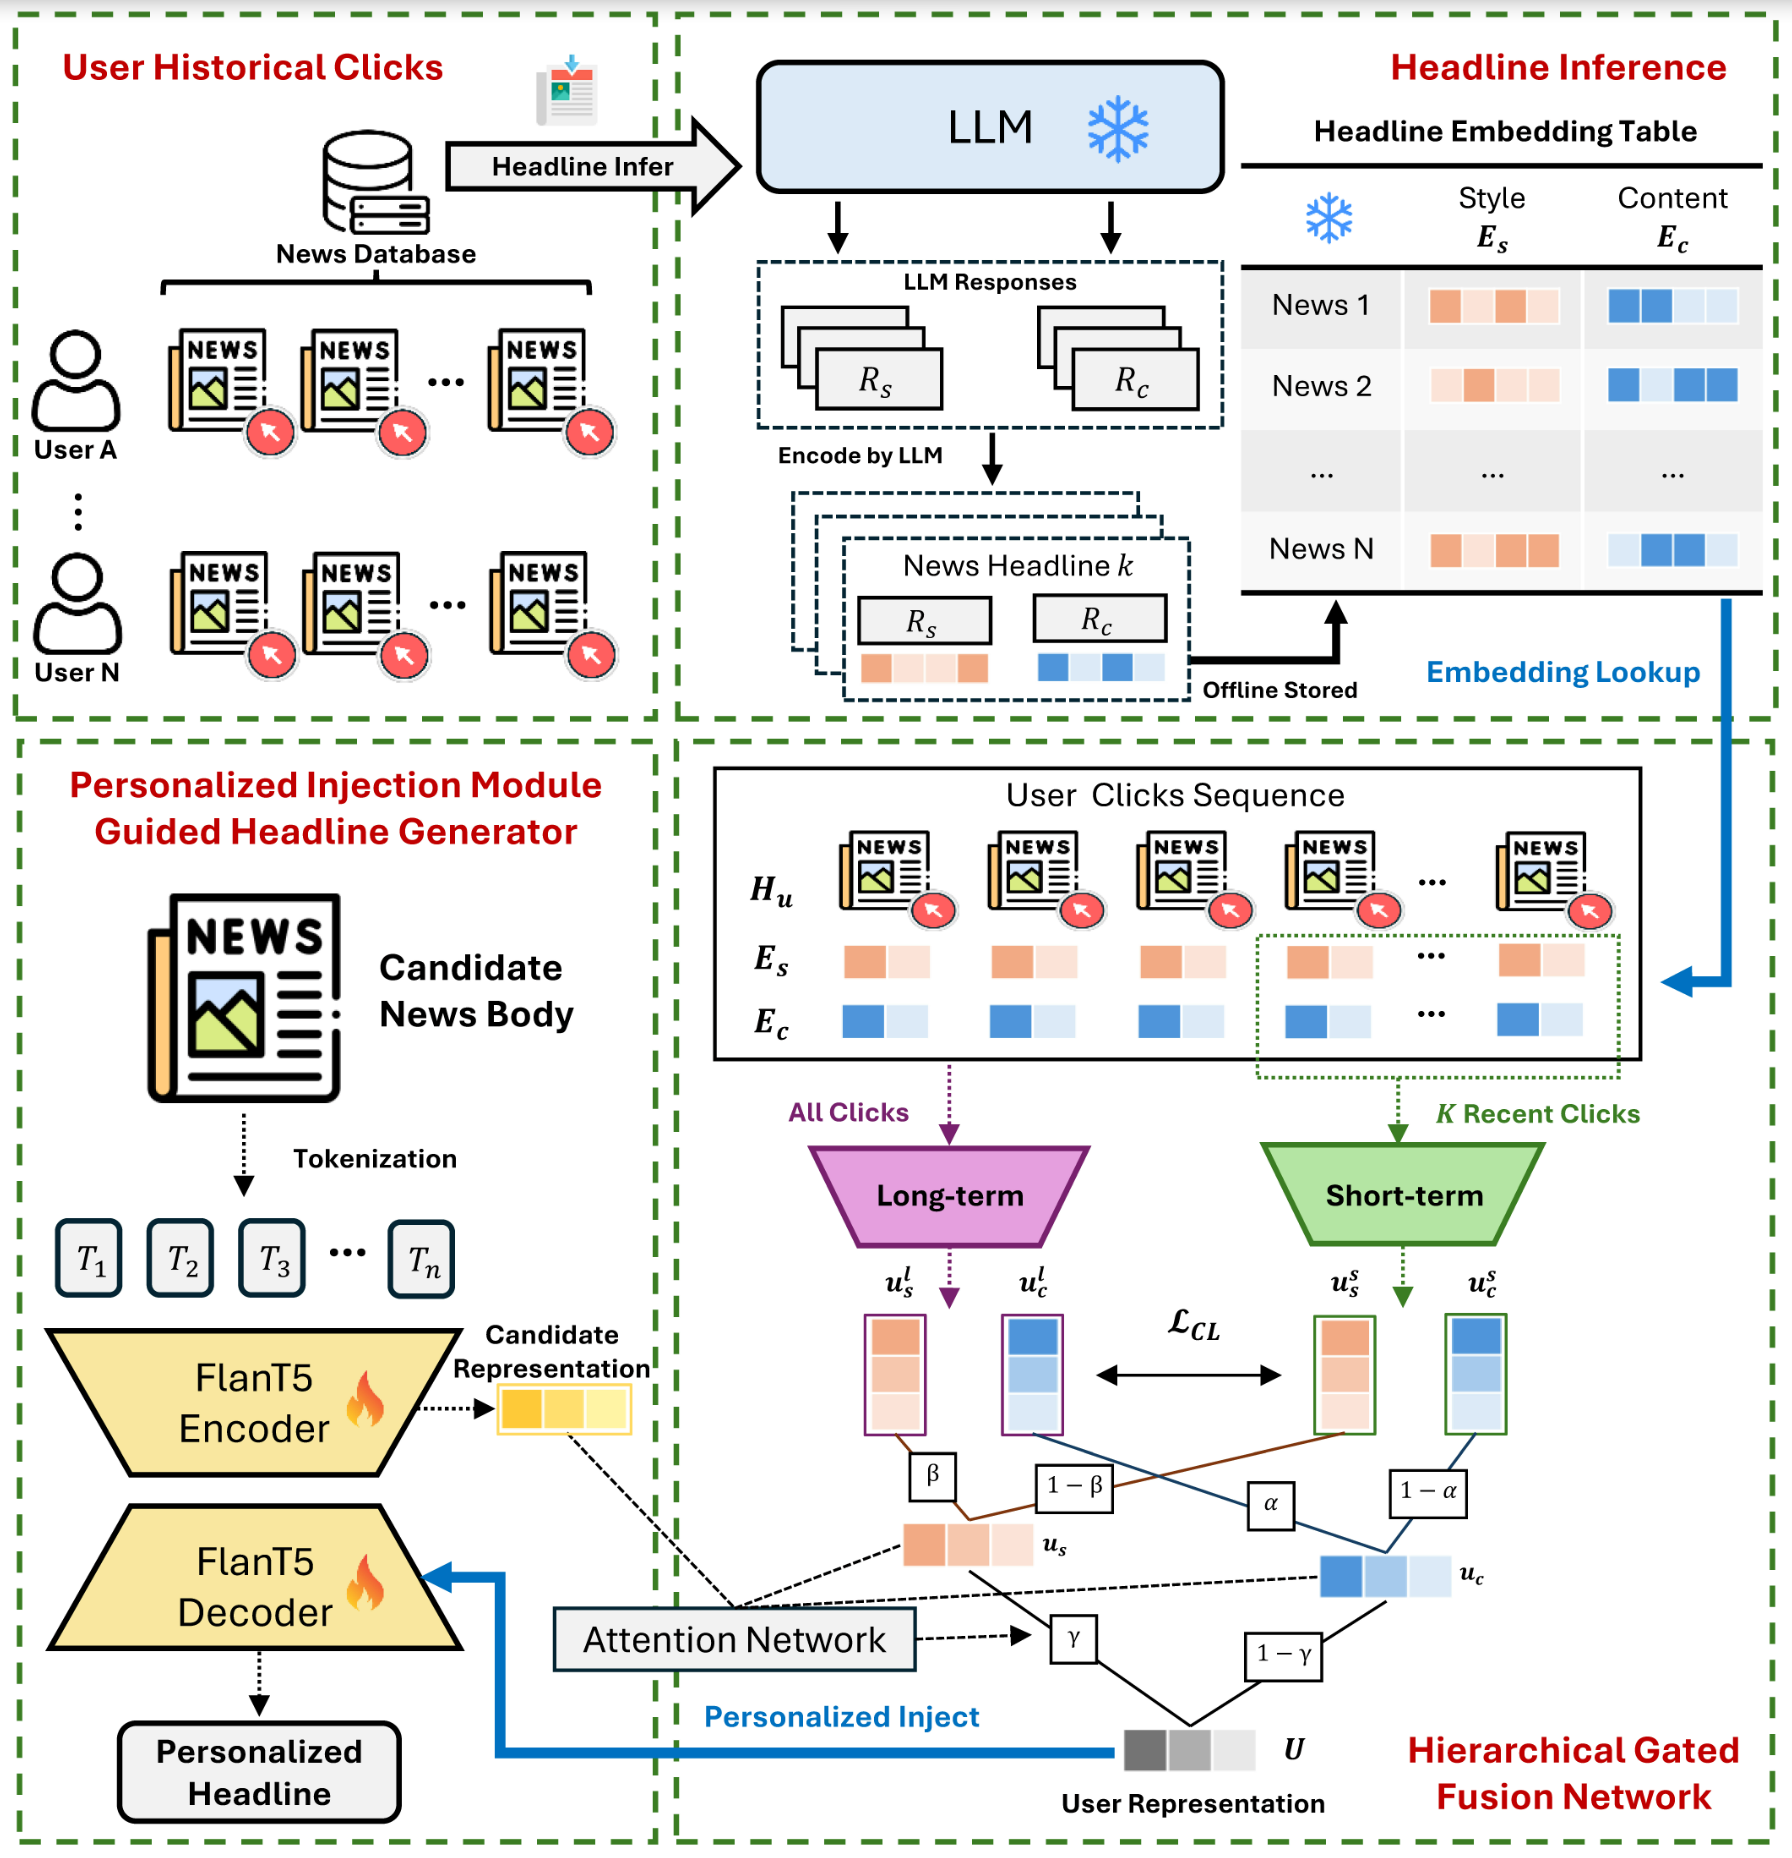 User Historical Clicks
Headline Infer
News Database
NEWS
NEWS
...
NEWS
User A
NEWS
NEWS
...
NEWS
User N
Headline Inference
LLM
LLM Responses
R_s
R_c
Encode by LLM
News Headline k
R_s
R_c
Offline Stored
Headline Embedding Table
Style
E_s
Content
E_c
News 1
News 2
... ... ...
News N
Embedding Lookup
Personalized Injection Module
Guided Headline Generator
NEWS
Candidate
News Body
Tokenization
T_1 T_2 T_3 ... T_n
FlanT5
Encoder
Candidate
Representation
FlanT5
Decoder
Personalized
Headline
User Clicks Sequence
H_u
NEWS NEWS NEWS NEWS ... NEWS
E_s
...
E_c
...
All Clicks
K Recent Clicks
Long-term
Short-term
u_s^l
u_c^l
u_s^s
u_c^s
ℒ_CL
β
1 − β
α
1 − α
u_s
u_c
Attention Network
γ
1 − γ
Personalized Inject
U
User Representation
Hierarchical Gated
Fusion Network